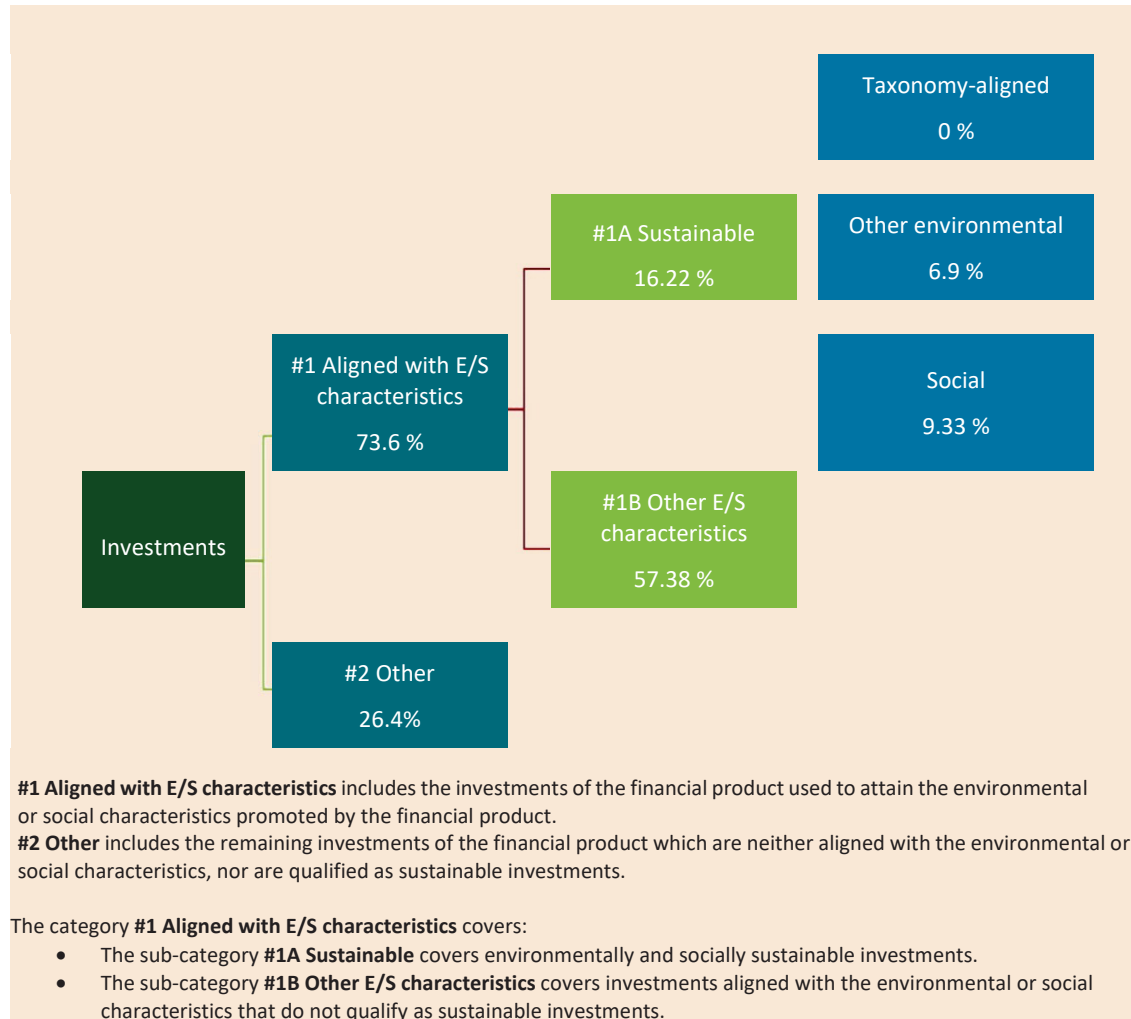 Taxonomy-aligned
0 %
#1A Sustainable
16.22 %
Other environmental
6.9 %
#1 Aligned with E/S
characteristics
73.6 %
Social
9.33 %
Investments
#1B Other E/S
characteristics
57.38 %
#2 Other
26.4%
#1 Aligned with E/S characteristics includes the investments of the financial product used to attain the environmental
or social characteristics promoted by the financial product.
#2 Other includes the remaining investments of the financial product which are neither aligned with the environmental or
social characteristics, nor are qualified as sustainable investments.
The category #1 Aligned with E/S characteristics covers:
• The sub-category #1A Sustainable covers environmentally and socially sustainable investments.
• The sub-category #1B Other E/S characteristics covers investments aligned with the environmental or social
characteristics that do not qualify as sustainable investments.